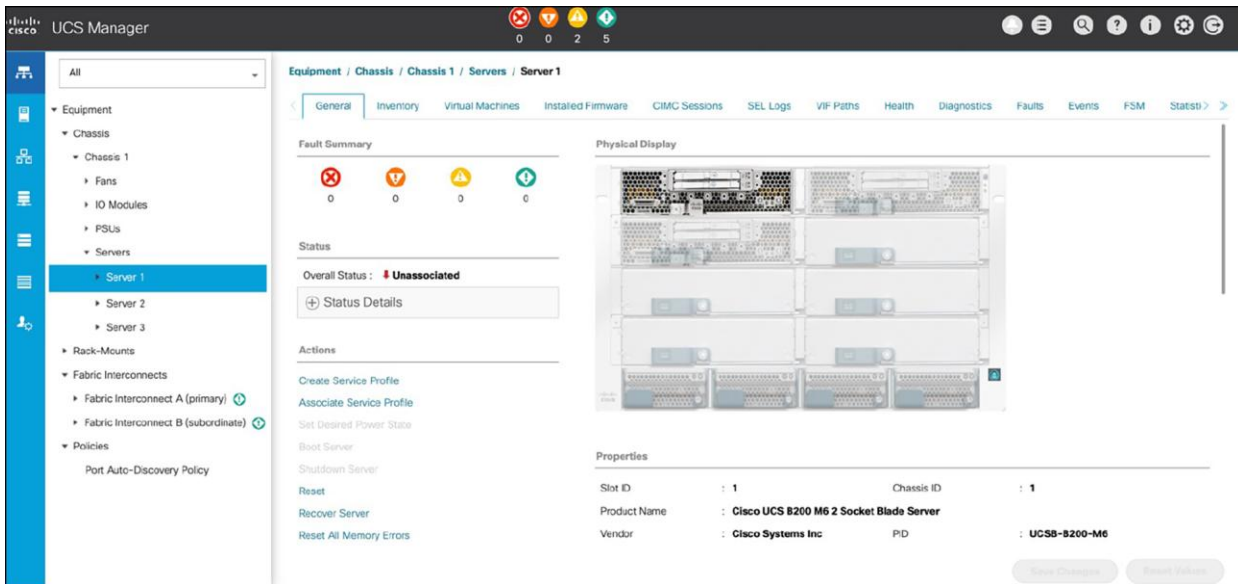 cisco UCS Manager
0 0 2 5
All
Equipment
Chassis
Chassis 1
Fans
IO Modules
PSUs
Servers
Server 1
Server 2
Server 3
Rack-Mounts
Fabric Interconnects
Fabric Interconnect A (primary)
Fabric Interconnect B (subordinate)
Policies
Port Auto-Discovery Policy
Equipment / Chassis / Chassis 1 / Servers / Server 1
General Inventory Virtual Machines Installed Firmware CIMC Sessions SEL Logs VIF Paths Health Diagnostics Faults Events FSM Statisti
Fault Summary
0 0 0 0
Status
Overall Status : Unassociated
Status Details
Actions
Create Service Profile
Associate Service Profile
Set Desired Power State
Boot Server
Shutdown Server
Reset
Recover Server
Reset All Memory Errors
Physical Display
Properties
Slot ID : 1 Chassis ID : 1
Product Name : Cisco UCS B200 M6 2 Socket Blade Server
Vendor : Cisco Systems Inc PID : UCSB-B200-M6
Save Changes Reset Values